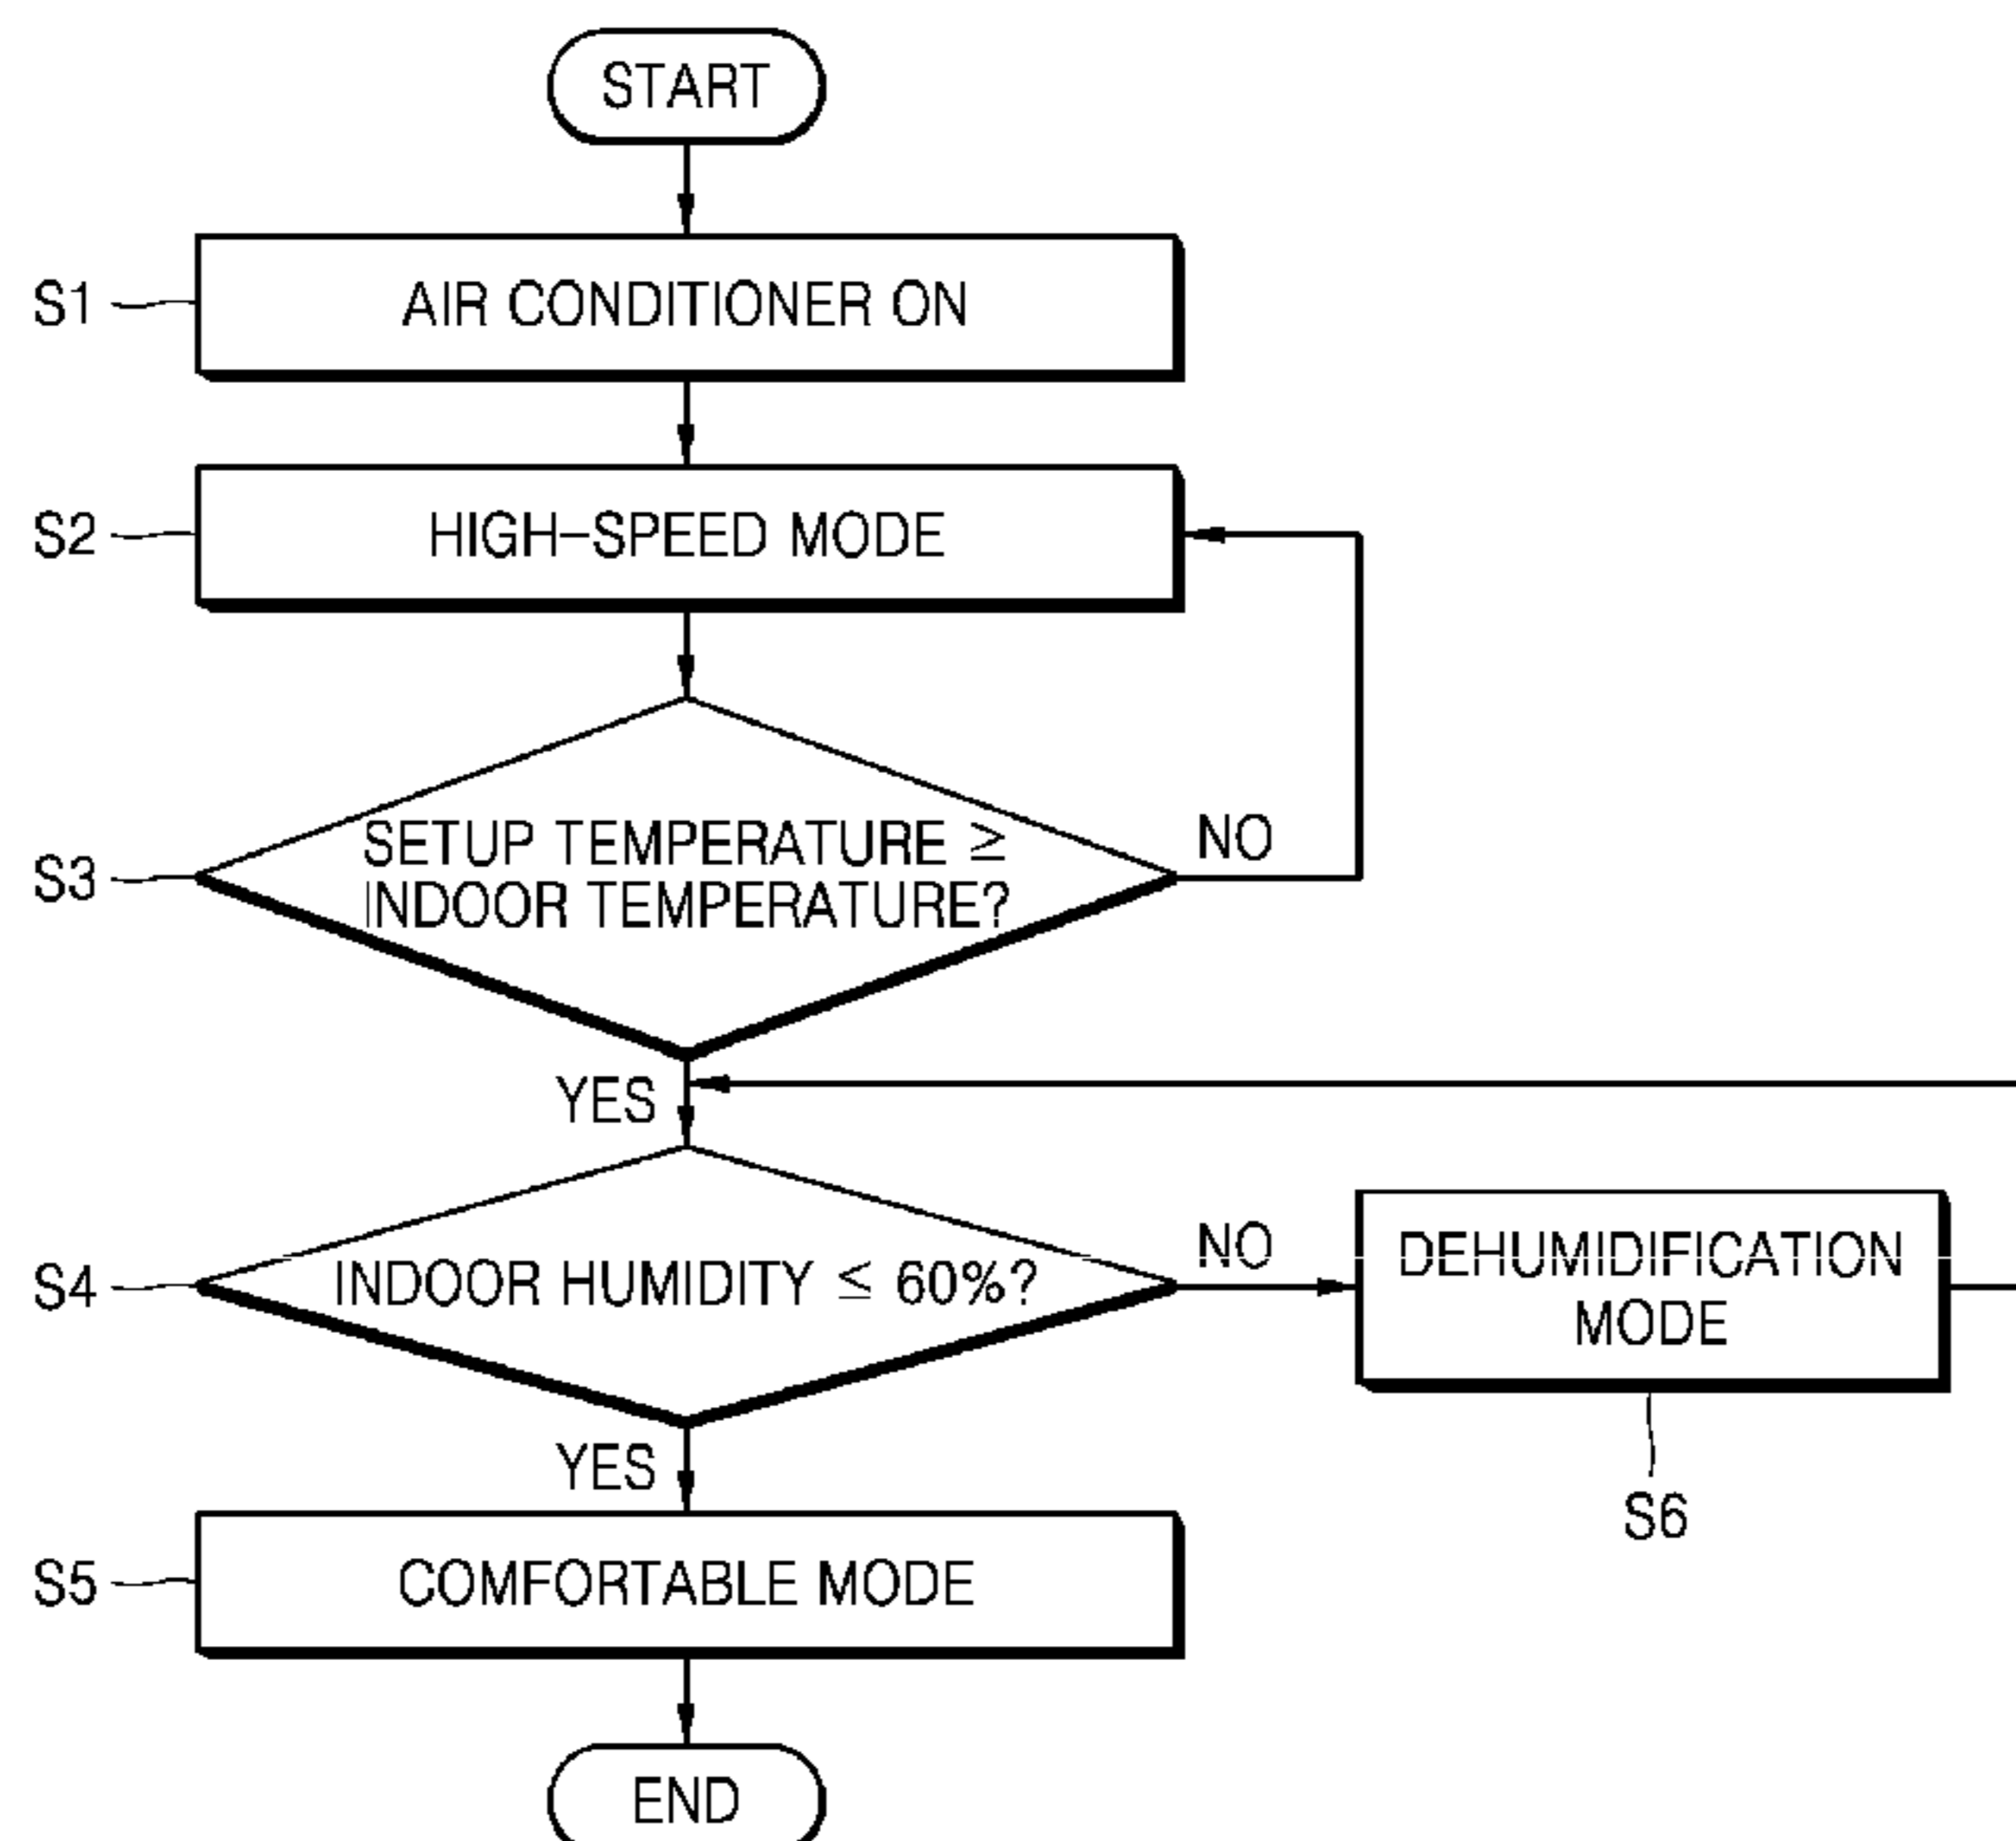 START
S1
AIR CONDITIONER ON
S2
HIGH-SPEED MODE
S3
SETUP TEMPERATURE ≥
INDOOR TEMPERATURE?
NO
YES
S4
INDOOR HUMIDITY ≤ 60%?
NO
DEHUMIDIFICATION
MODE
S6
YES
S5
COMFORTABLE MODE
END